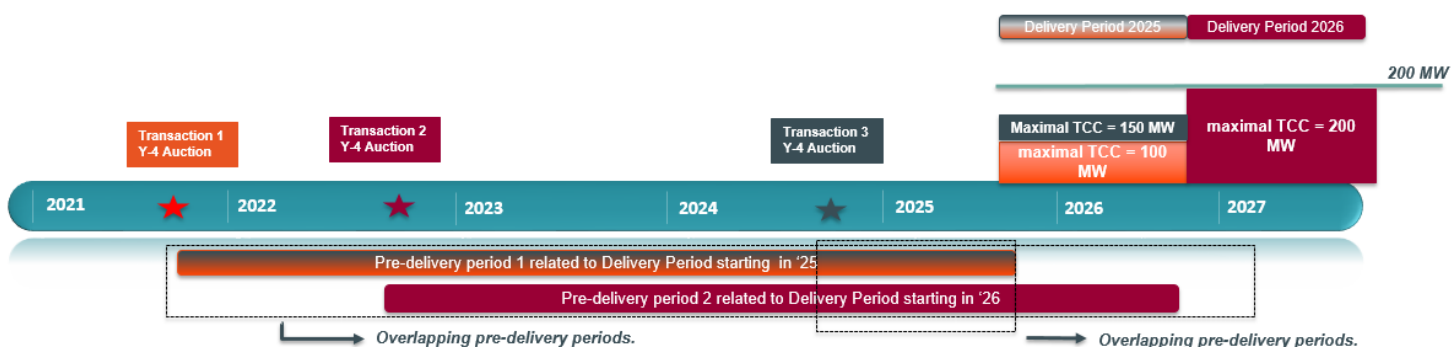 Delivery Period 2025
Delivery Period 2026
200 MW
Transaction 1
Y-4 Auction
Transaction 2
Y-4 Auction
Transaction 3
Y-4 Auction
Maximal TCC = 150 MW
maximal TCC = 100
MW
maximal TCC = 200
MW
2021
2022
2023
2024
2025
2026
2027
Pre-delivery period 1 related to Delivery Period starting in ‘25
Pre-delivery period 2 related to Delivery Period starting in ‘26
Overlapping pre-delivery periods.
Overlapping pre-delivery periods.